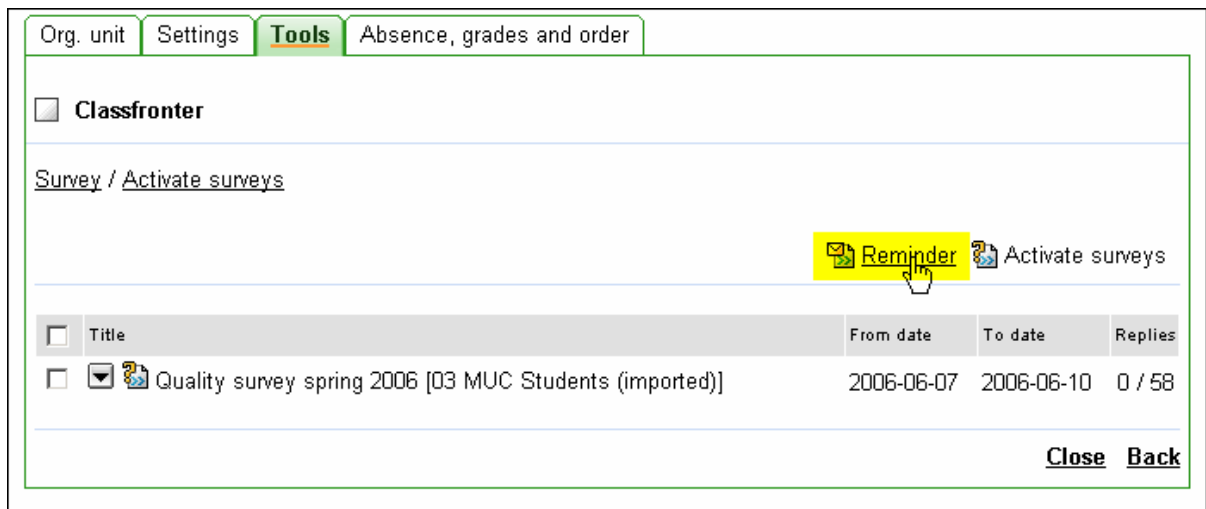 Org. unit Settings Tools Absence, grades and order
Classfronter
Survey / Activate surveys
Reminder Activate surveys
Title From date To date Replies
Quality survey spring 2006 [03 MUC Students (imported)] 2006-06-07 2006-06-10 0 / 58
Close Back